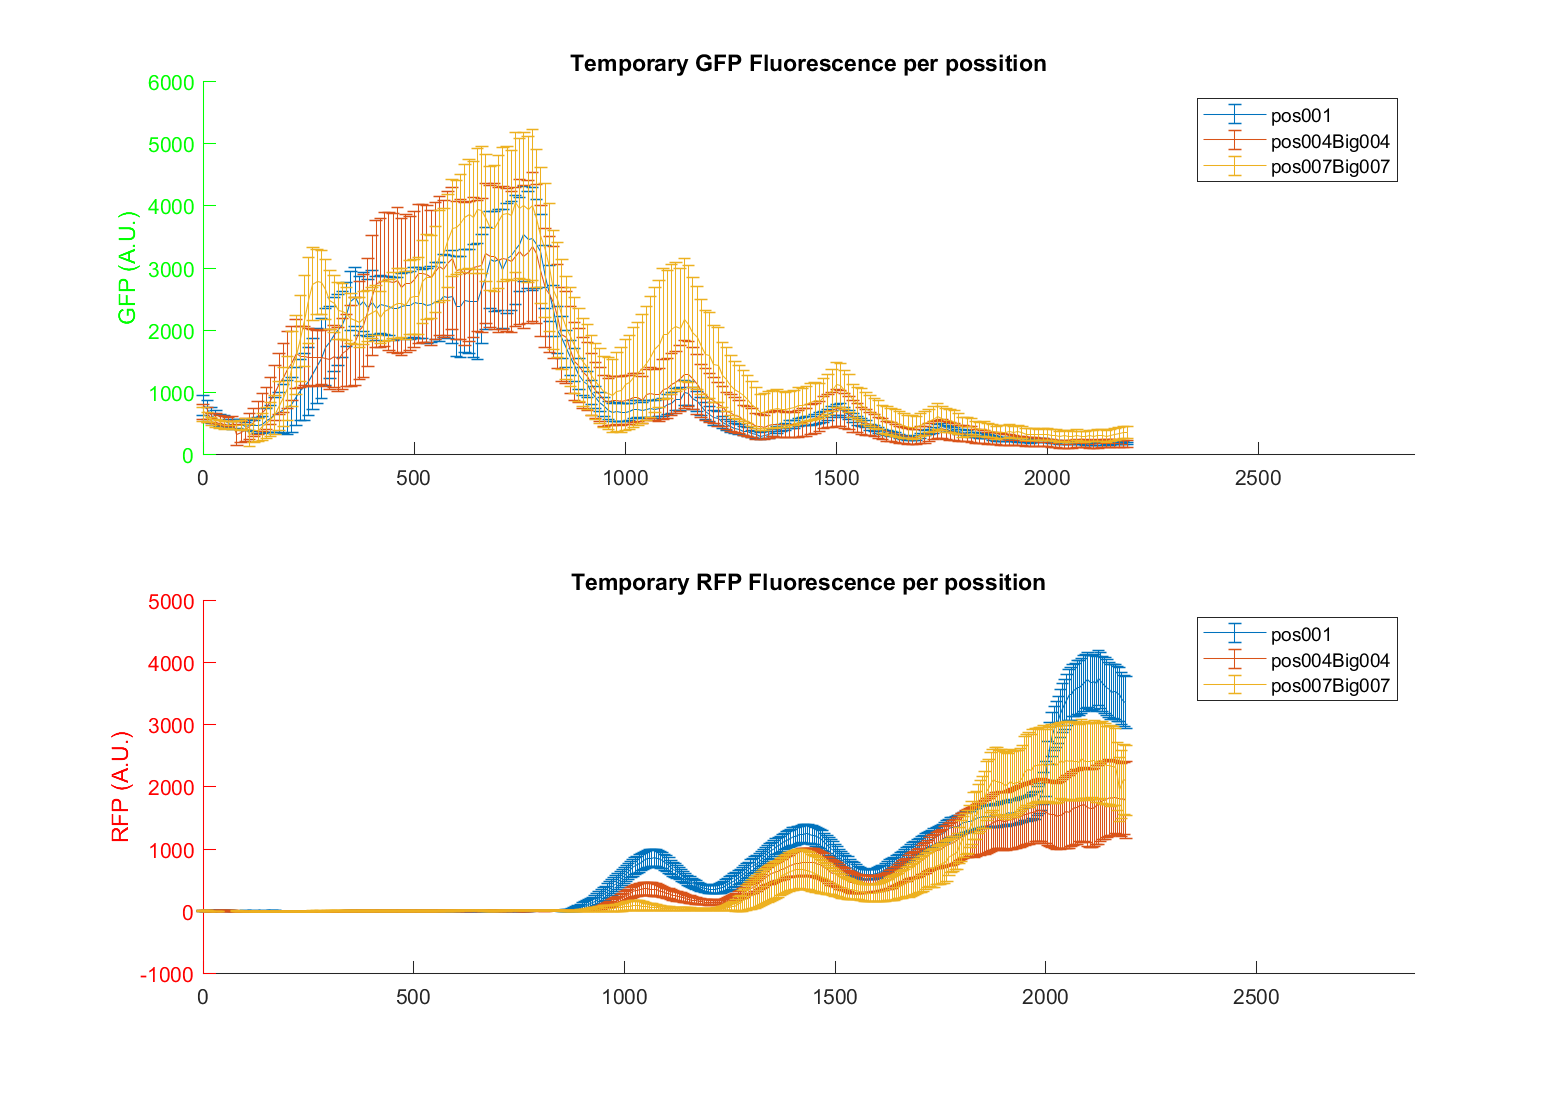 Temporary GFP Fluorescence per possition
6000
5000
4000
3000
2000
1000
0
GFP (A.U.)
0 500 1000 1500 2000 2500
pos001
pos004Big004
pos007Big007
Temporary RFP Fluorescence per possition
5000
4000
3000
2000
1000
0
-1000
RFP (A.U.)
0 500 1000 1500 2000 2500
pos001
pos004Big004
pos007Big007